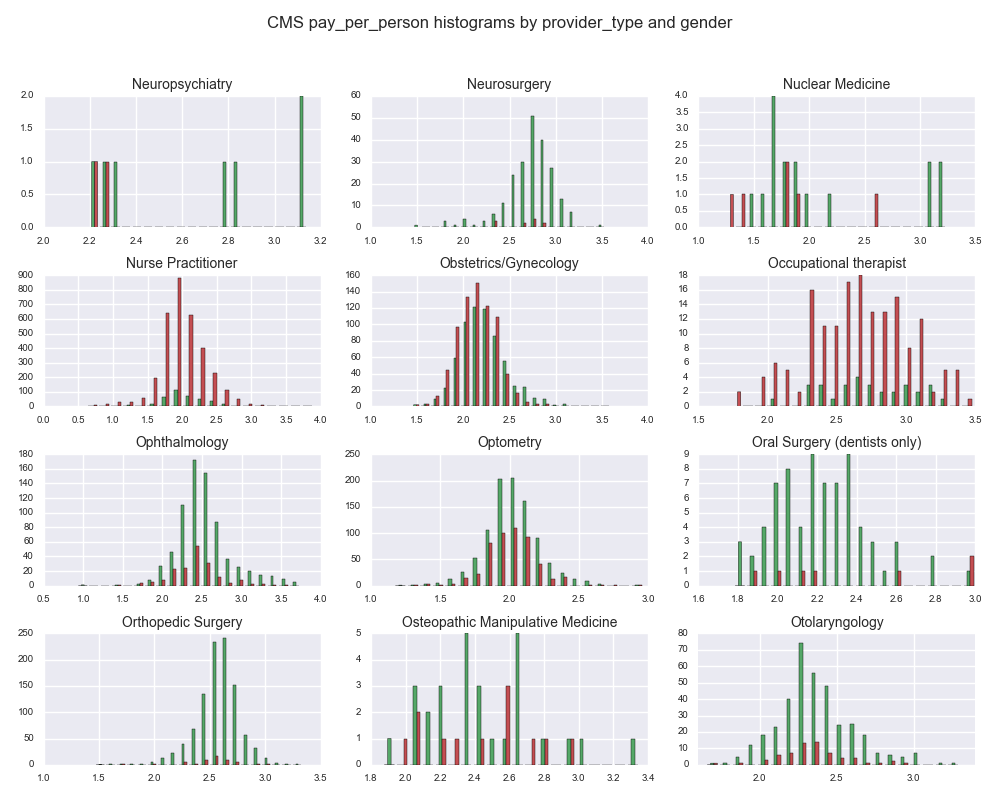 CMS pay_per_person histograms by provider_type and gender
Neuropsychiatry Neurosurgery Nuclear Medicine
2.0 60 4.0
3.5
1.5 50 3.0
40 2.5
1.0 30 2.0
20 1.5
0.5 1.0
10 0.5
0.0 0 0.0
2.0 2.2 2.4 2.6 2.8 3.0 3.2 1.0 1.5 2.0 2.5 3.0 3.5 4.0 1.0 1.5 2.0 2.5 3.0 3.5
Nurse Practitioner Obstetrics/Gynecology Occupational therapist
900 160 18
800 140 16
700 120 14
600 100 12
500 10
400 80 8
300 60 6
200 40 4
100 20 2
0 0 0
0.0 0.5 1.0 1.5 2.0 2.5 3.0 3.5 4.0 1.0 1.5 2.0 2.5 3.0 3.5 4.0 1.5 2.0 2.5 3.0 3.5
Ophthalmology Optometry Oral Surgery (dentists only)
180 250 9
160 8
140 200 7
120 6
100 150 5
80 4
60 100 3
40 50 2
20 1
0 0 0
0.5 1.0 1.5 2.0 2.5 3.0 3.5 4.0 1.0 1.5 2.0 2.5 3.0 1.6 1.8 2.0 2.2 2.4 2.6 2.8 3.0
Orthopedic Surgery Osteopathic Manipulative Medicine Otolaryngology
250 5 80
70
200 4 60
150 3 50
40
100 2 30
50 1 20
10
0 0 0
1.0 1.5 2.0 2.5 3.0 3.5 1.8 2.0 2.2 2.4 2.6 2.8 3.0 3.2 3.4 2.0 2.5 3.0